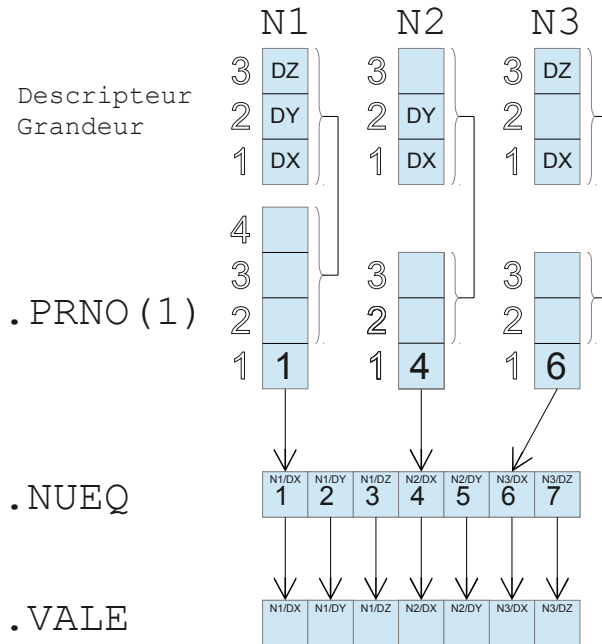 N1 N2 N3
3 DZ 3 3 DZ
Descripteur
Grandeur
2 DY 2 DY 2
1 DX 1 DX 1 DX
4
3 3 3
.PRNO(1)
2 2 2
1 1 1 4 1 6
.NUEQ
N1/DX N1/DY N1/DZ N2/DX N2/DY N3/DX N3/DZ
1 2 3 4 5 6 7
.VALE
N1/DX N1/DY N1/DZ N2/DX N2/DY N3/DX N3/DZ